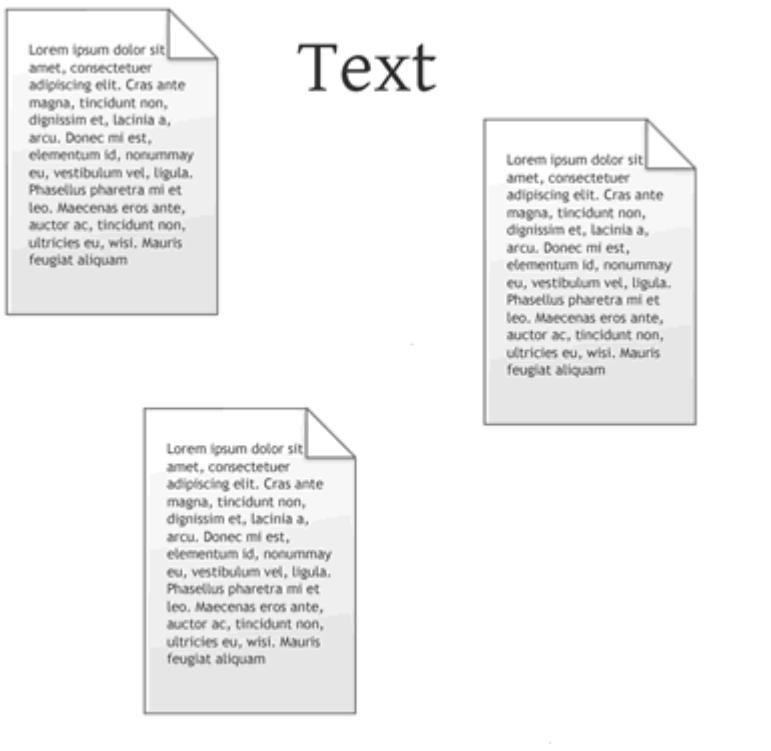 Lorem ipsum dolor sit
amet, consectetuer
adipiscing elit. Cras ante
magna, tincidunt non,
dignissim et, lacinia a,
arcu. Donec mi est,
elementum id, nonummay
eu, vestibulum vel, ligula.
Phasellus pharetra mi et
leo. Maecenas eros ante,
auctor ac, tincidunt non,
ultricies eu, wisi. Mauris
feugiat aliquam
Text
Lorem ipsum dolor sit
amet, consectetuer
adipiscing elit. Cras ante
magna, tincidunt non,
dignissim et, lacinia a,
arcu. Donec mi est,
elementum id, nonummay
eu, vestibulum vel, ligula.
Phasellus pharetra mi et
leo. Maecenas eros ante,
auctor ac, tincidunt non,
ultricies eu, wisi. Mauris
feugiat aliquam
Lorem ipsum dolor sit
amet, consectetuer
adipiscing elit. Cras ante
magna, tincidunt non,
dignissim et, lacinia a,
arcu. Donec mi est,
elementum id, nonummay
eu, vestibulum vel, ligula.
Phasellus pharetra mi et
leo. Maecenas eros ante,
auctor ac, tincidunt non,
ultricies eu, wisi. Mauris
feugiat aliquam